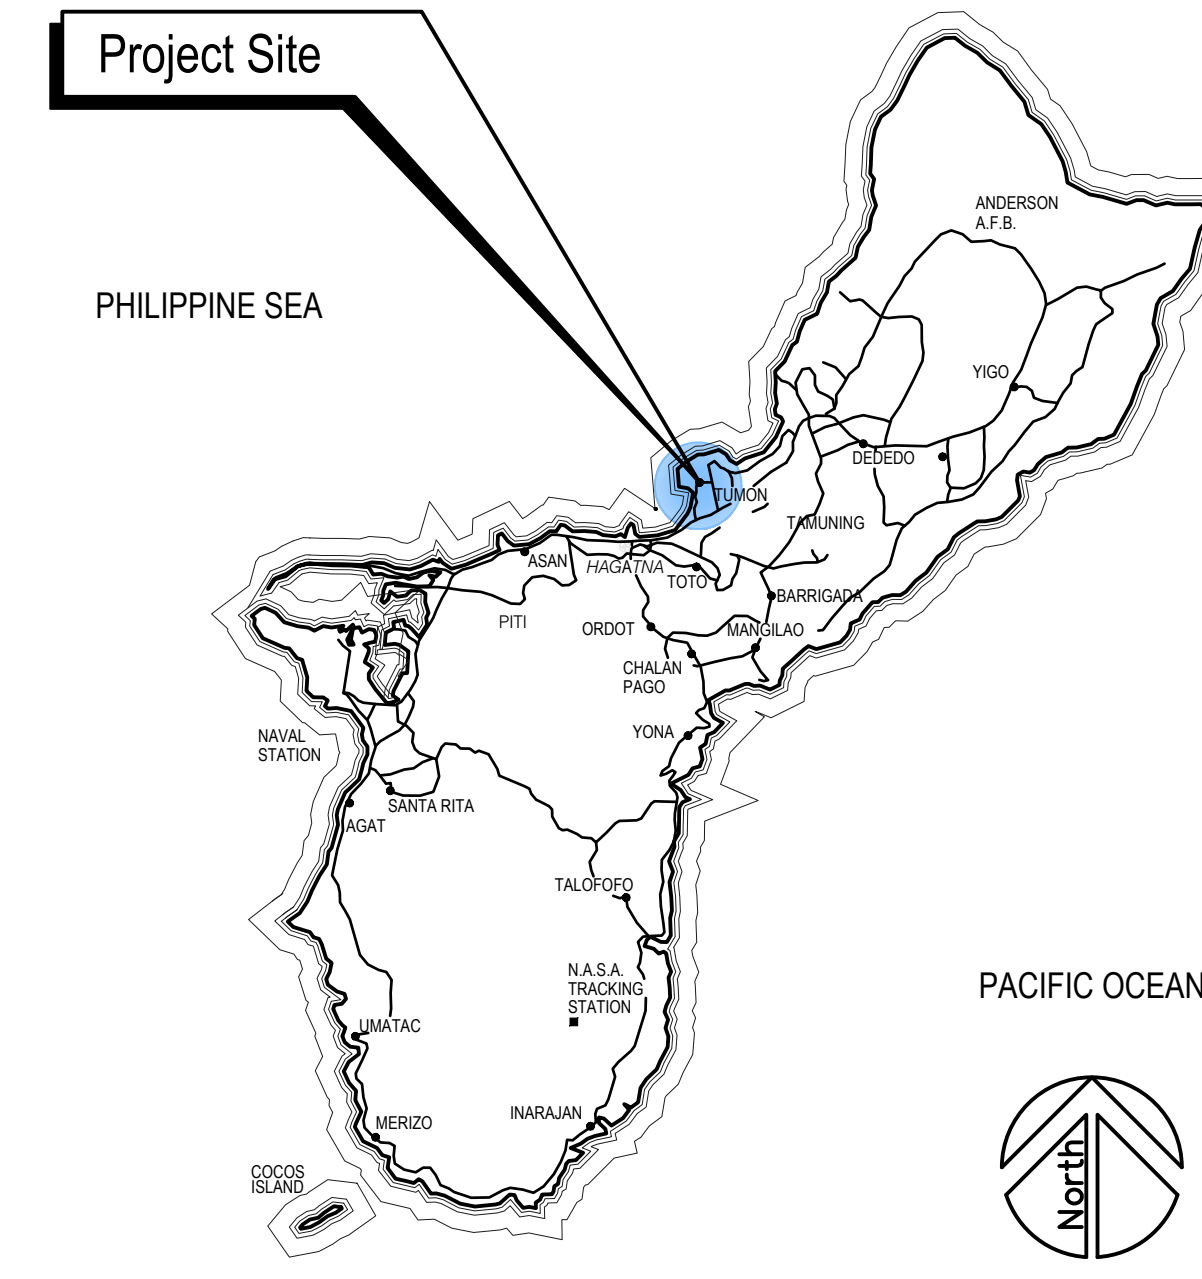 Project Site
ANDERSON
A.F.B.
PHILIPPINE SEA
YIGO
DEDEDO
TUMON
TAMUNING
ASAN
HAGATNA
TOTO
BARRIGADA
PITI
ORDOT
MANGILAO
CHALAN
PAGO
YONA
NAVAL
STATION
SANTA RITA
AGAT
TALOFOFO
N.A.S.A.
TRACKING
STATION
PACIFIC OCEAN
UMATAC
INARAJAN
MERIZO
COCOS
ISLAND
North